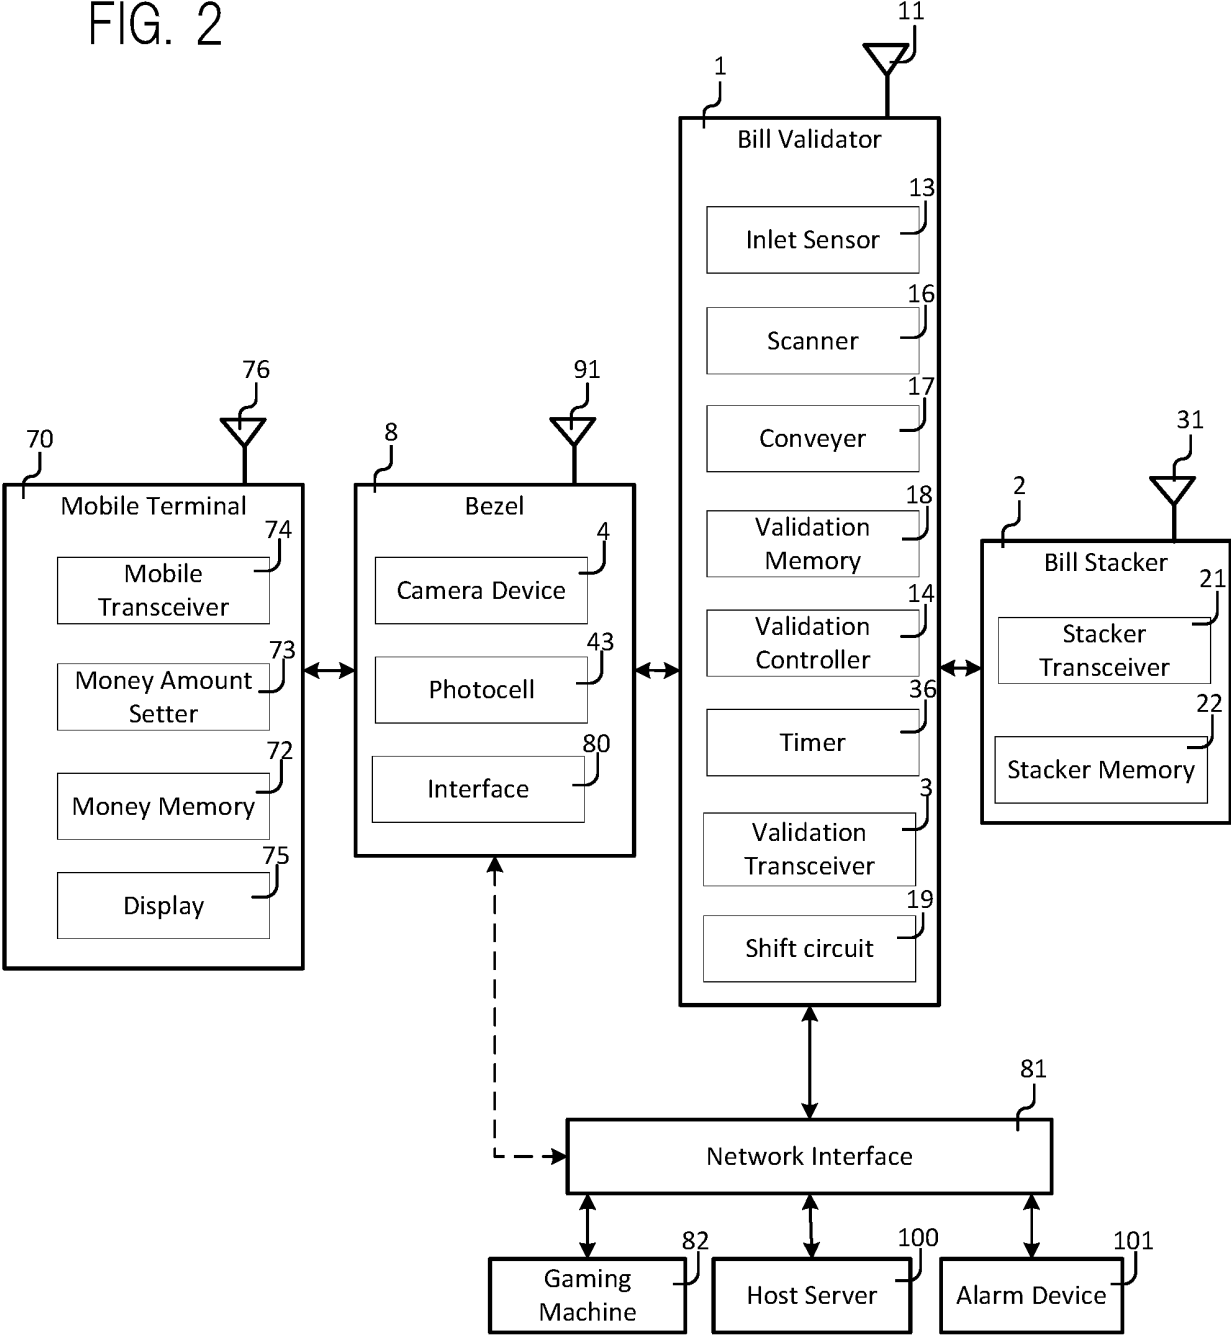 FIG. 2
11
1
Bill Validator
13
Inlet Sensor
16
Scanner
17
Conveyer
18
Validation
Memory
14
Validation
Controller
36
Timer
3
Validation
Transceiver
19
Shift circuit
76
70
Mobile Terminal
74
Mobile
Transceiver
73
Money Amount
Setter
72
Money Memory
75
Display
91
8
Bezel
4
Camera Device
43
Photocell
80
Interface
31
2
Bill Stacker
21
Stacker
Transceiver
22
Stacker Memory
81
Network Interface
82
Gaming
Machine
100
Host Server
101
Alarm Device